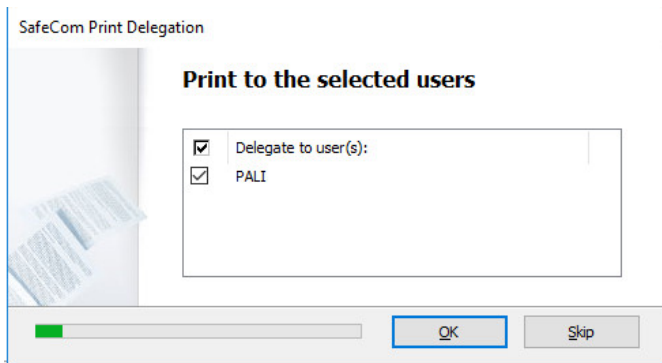 SafeCom Print Delegation
Print to the selected users
Delegate to user(s):
PALI
OK
Skip